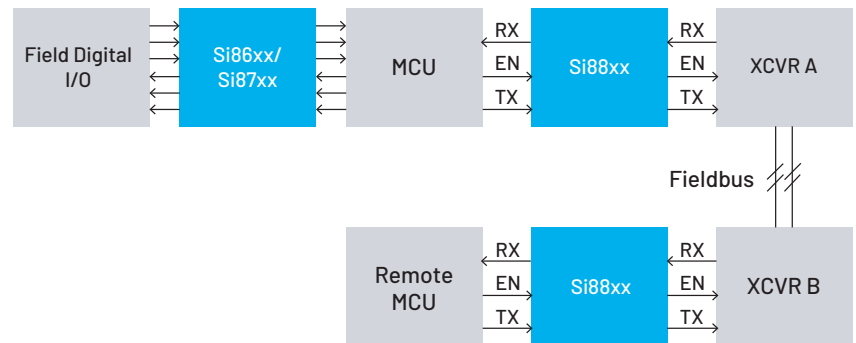 Field Digital
I/O
Si86xx/
Si87xx
MCU
RX
EN
TX
Si88xx
RX
EN
TX
XCVR A
Fieldbus
Remote
MCU
RX
EN
TX
Si88xx
RX
EN
TX
XCVR B